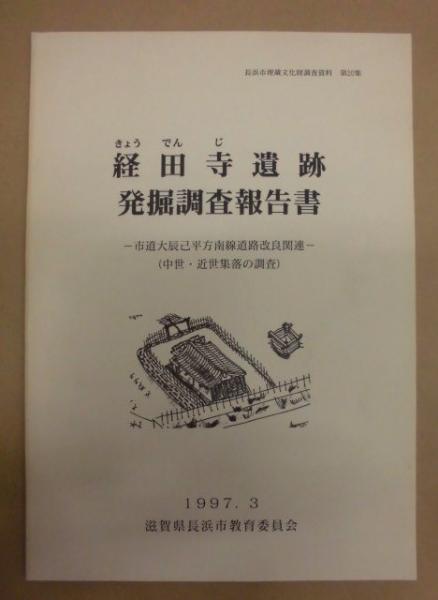 長浜市埋蔵文化財調査資料　第20集
きょう　でん　じ
経田寺遺跡
発掘調査報告書
－市道大辰己平方南線道路改良関連－
（中世・近世集落の調査）
1997．3
滋賀県長浜市教育委員会